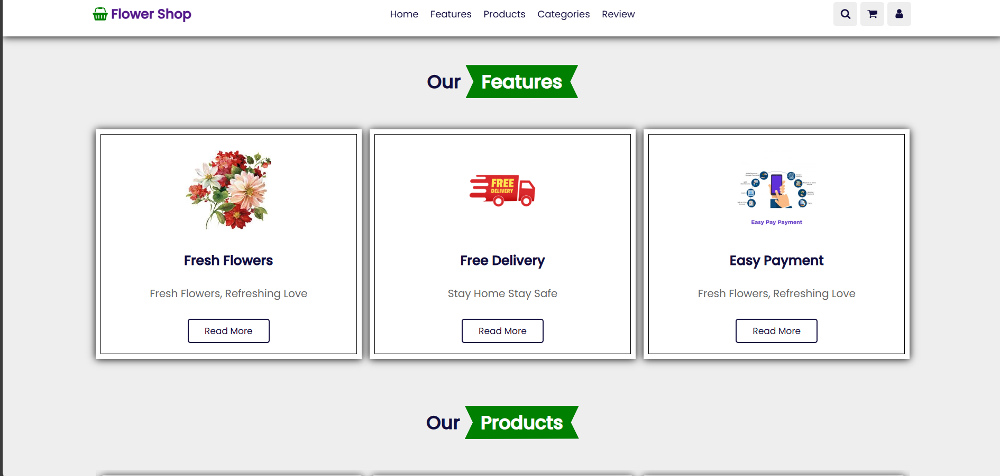 Flower Shop
Home Features Products Categories Review
Our Features
FREE
DELIVERY
Easy Pay Payment
Fresh Flowers
Free Delivery
Easy Payment
Fresh Flowers, Refreshing Love
Stay Home Stay Safe
Fresh Flowers, Refreshing Love
Read More
Read More
Read More
Our Products